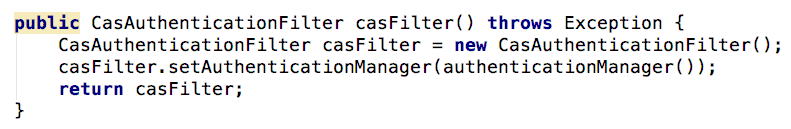 public CasAuthenticationFilter casFilter() throws Exception {
    CasAuthenticationFilter casFilter = new CasAuthenticationFilter();
    casFilter.setAuthenticationManager(authenticationManager());
    return casFilter;
}